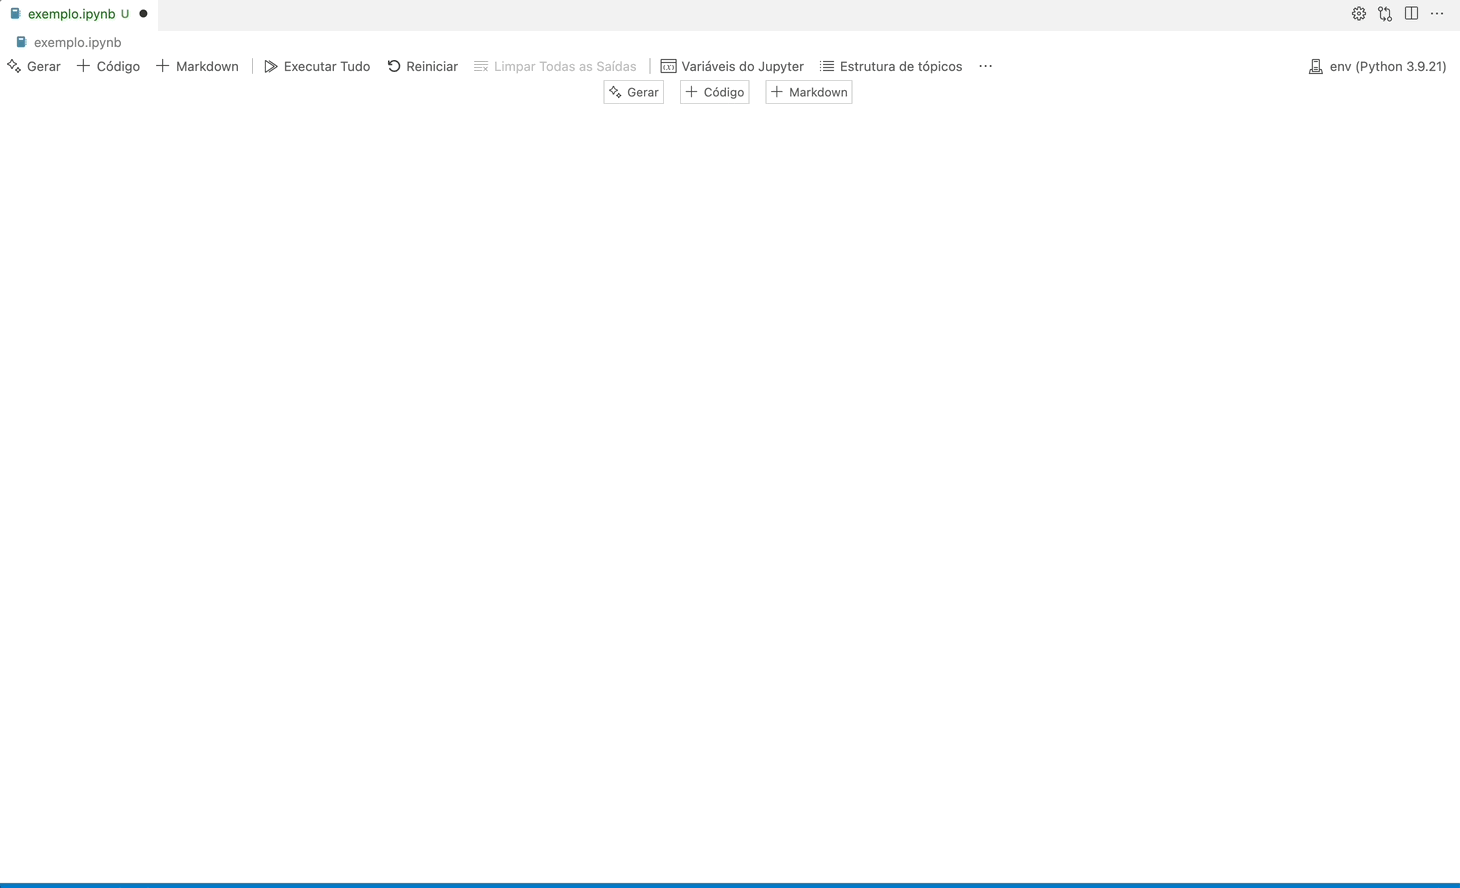 exemplo.ipynb U
exemplo.ipynb
Gerar Código Markdown Executar Tudo Reiniciar Limpar Todas as Saídas Variáveis do Jupyter Estrutura de tópicos ... env (Python 3.9.21)
Gerar Código Markdown